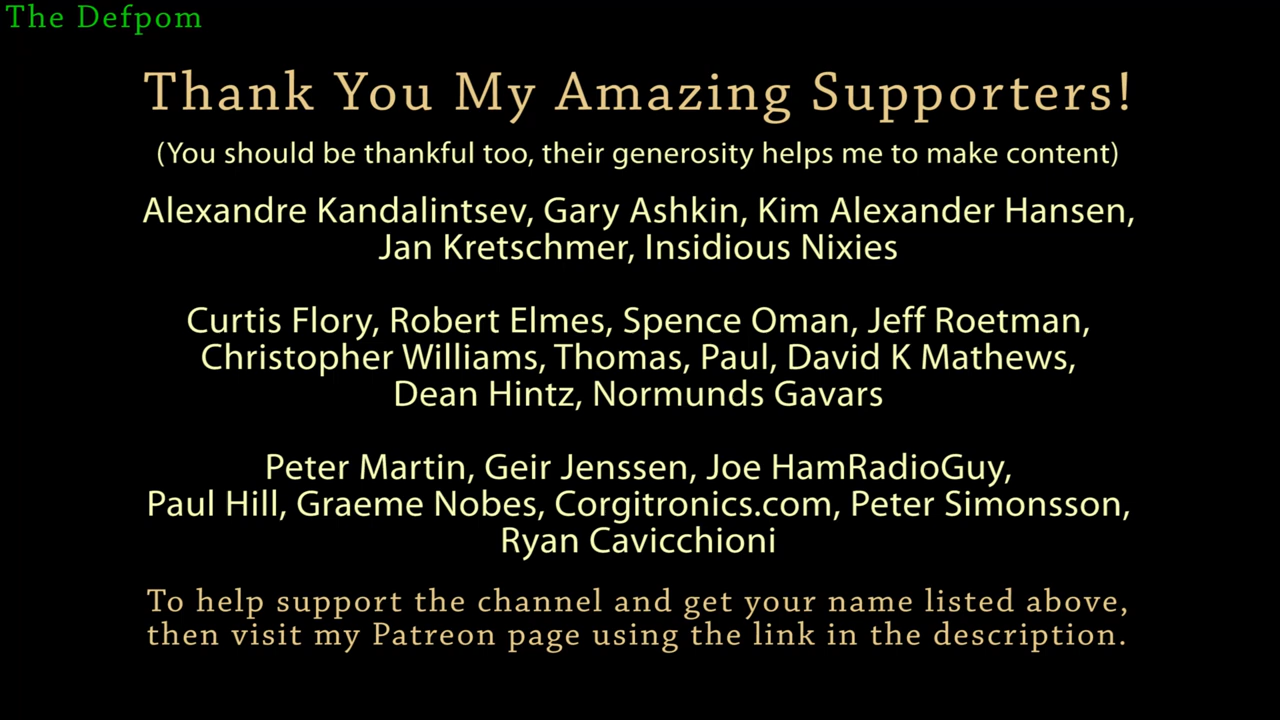 The Defpom
Thank You My Amazing Supporters!
(You should be thankful too, their generosity helps me to make content)
Alexandre Kandalintsev, Gary Ashkin, Kim Alexander Hansen,
Jan Kretschmer, Insidious Nixies
Curtis Flory, Robert Elmes, Spence Oman, Jeff Roetman,
Christopher Williams, Thomas, Paul, David K Mathews,
Dean Hintz, Normunds Gavars
Peter Martin, Geir Jenssen, Joe HamRadioGuy,
Paul Hill, Graeme Nobes, Corgitronics.com, Peter Simonsson,
Ryan Cavicchioni
To help support the channel and get your name listed above,
then visit my Patreon page using the link in the description.